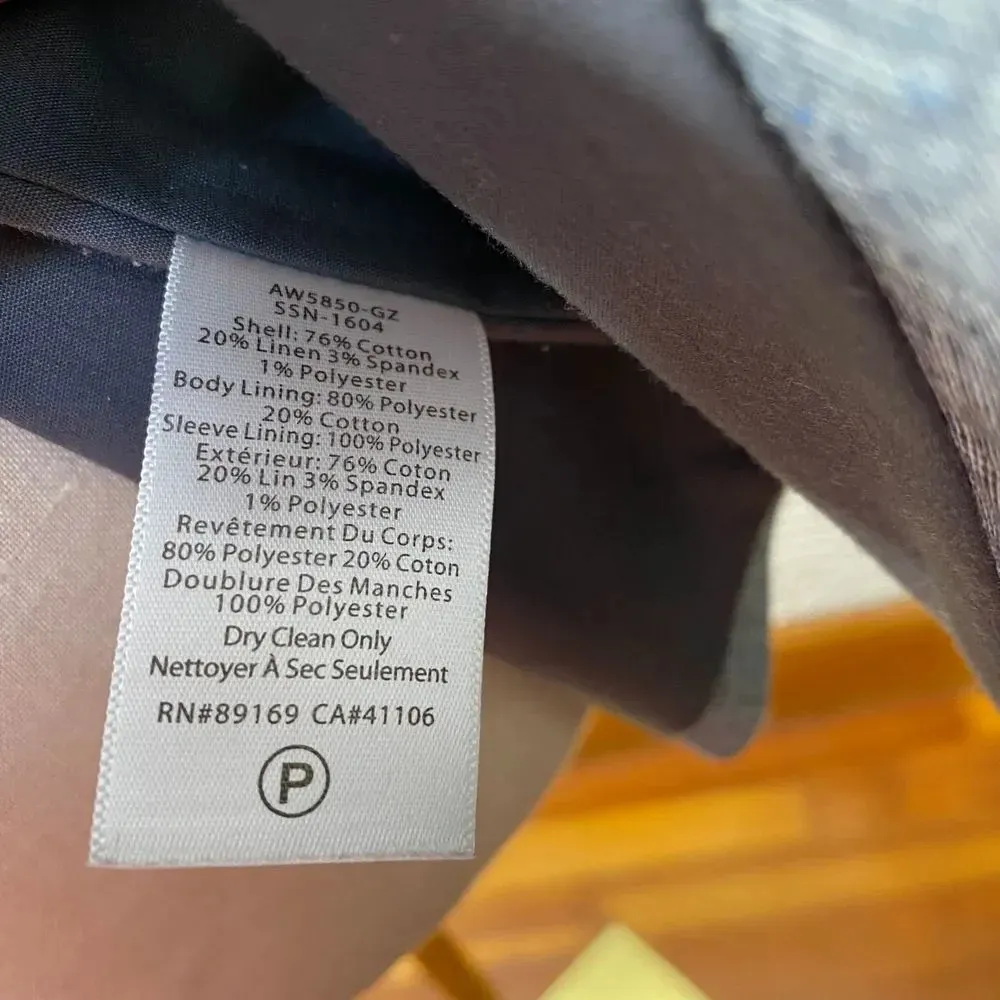 AW5850-GZ
SSN-1604
Shell: 76% Cotton
20% Linen 3% Spandex
1% Polyester
Body Lining: 80% Polyester
20% Cotton
Sleeve Lining: 100% Polyester
Extérieur: 76% Coton
20% Lin 3% Spandex
1% Polyester
Revêtement Du Corps:
80% Polyester 20% Coton
Doublure Des Manches
100% Polyester
Dry Clean Only
Nettoyer À Sec Seulement
RN#89169 CA#41106
P